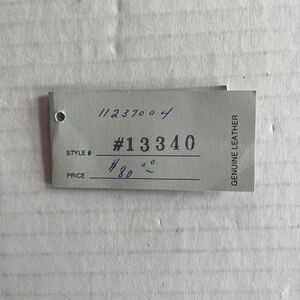 11237004
STYLE # #13340
PRICE #80.00
GENUINE LEATHER